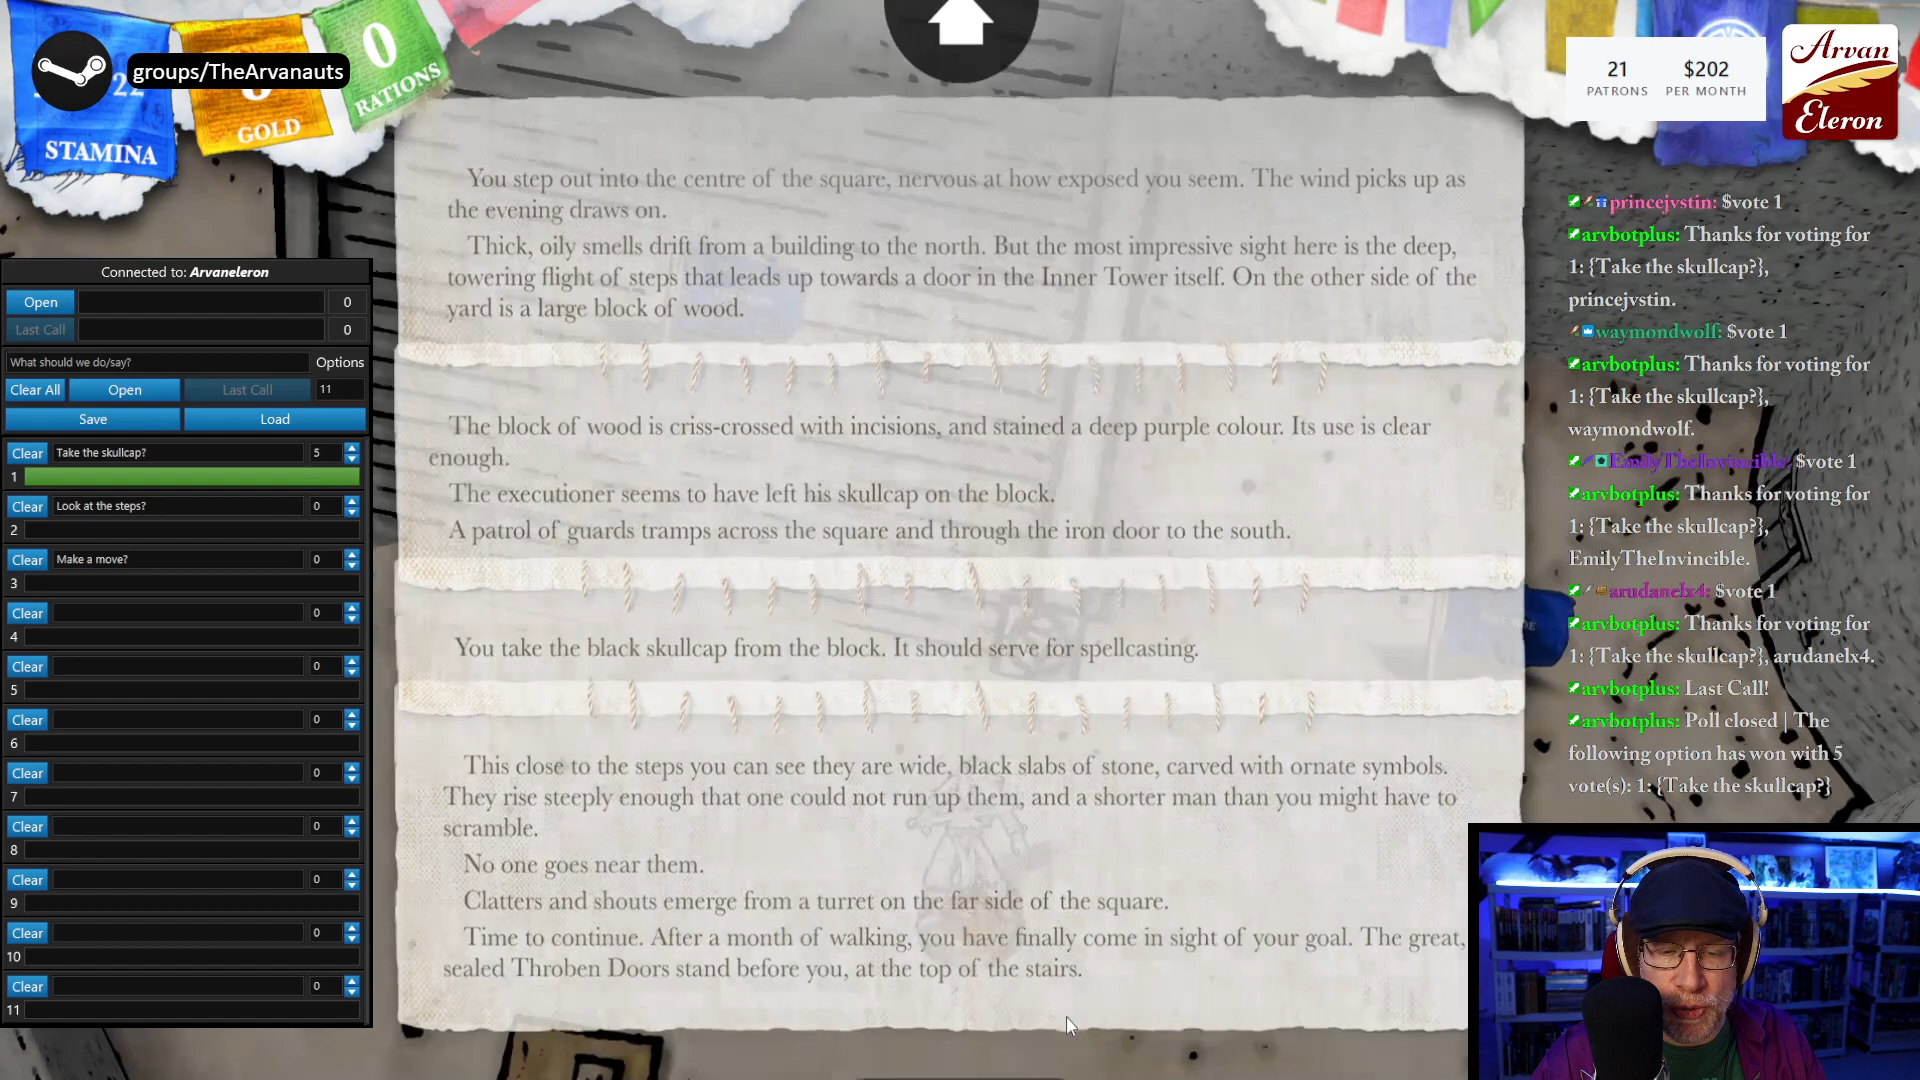 groups/TheArvanauts
22
STAMINA
GOLD
0
RATIONS
21
PATRONS
$202
PER MONTH
Arvan
Eleron
You step out into the centre of the square, nervous at how exposed you seem. The wind picks up as
the evening draws on.
Thick, oily smells drift from a building to the north. But the most impressive sight here is the deep,
towering flight of steps that leads up towards a door in the Inner Tower itself. On the other side of the
yard is a large block of wood.
The block of wood is criss-crossed with incisions, and stained a deep purple colour. Its use is clear
enough.
The executioner seems to have left his skullcap on the block.
A patrol of guards tramps across the square and through the iron door to the south.
You take the black skullcap from the block. It should serve for spellcasting.
This close to the steps you can see they are wide, black slabs of stone, carved with ornate symbols.
They rise steeply enough that one could not run up them, and a shorter man than you might have to
scramble.
No one goes near them.
Clatters and shouts emerge from a turret on the far side of the square.
Time to continue. After a month of walking, you have finally come in sight of your goal. The great,
sealed Throben Doors stand before you, at the top of the stairs.
Connected to: Arvaneleron
Open 0
Last Call 0
What should we do/say? Options
Clear All Open Last Call 11
Save Load
Clear Take the skullcap? 5
1
Clear Look at the steps? 0
2
Clear Make a move? 0
3
Clear 0
4
Clear 0
5
Clear 0
6
Clear 0
7
Clear 0
8
Clear 0
9
Clear 0
10
Clear 0
11
princejvstin: $vote 1
arvbotplus: Thanks for voting for
1: {Take the skullcap?},
princejvstin.
waymondwolf: $vote 1
arvbotplus: Thanks for voting for
1: {Take the skullcap?},
waymondwolf.
EmilyTheInvincible: $vote 1
arvbotplus: Thanks for voting for
1: {Take the skullcap?},
EmilyTheInvincible.
arudanelx4: $vote 1
arvbotplus: Thanks for voting for
1: {Take the skullcap?}, arudanelx4.
arvbotplus: Last Call!
arvbotplus: Poll closed | The
following option has won with 5
vote(s): 1: {Take the skullcap?}